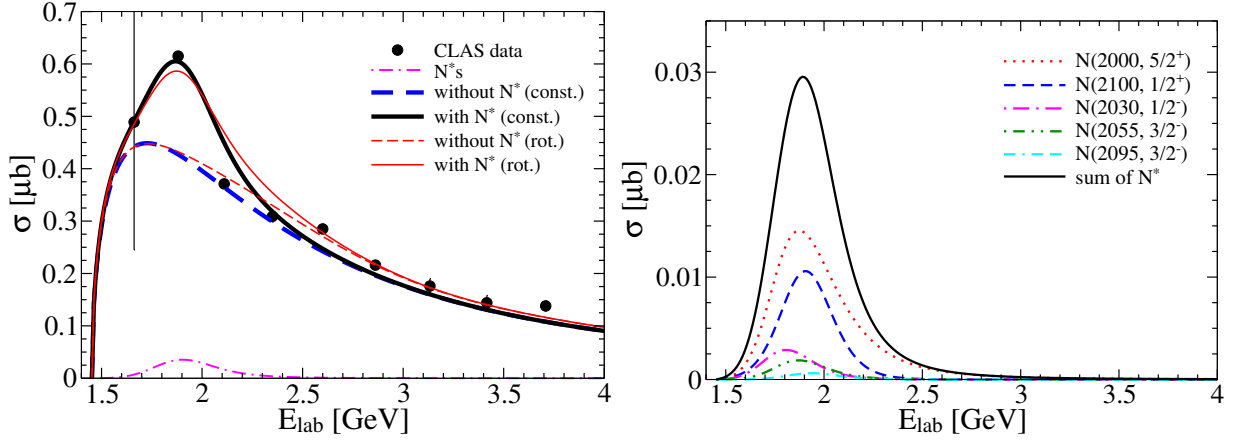 0.7
0.6
0.5
0.4
0.3
0.2
0.1
0
σ [μb]
CLAS data
N*s
without N* (const.)
with N* (const.)
without N* (rot.)
with N* (rot.)
1.5
2
2.5
3
3.5
4
E_lab [GeV]
0.03
0.02
0.01
0
σ [μb]
N(2000, 5/2⁺)
N(2100, 1/2⁺)
N(2030, 1/2⁻)
N(2055, 3/2⁻)
N(2095, 3/2⁻)
sum of N*
1.5
2
2.5
3
3.5
4
E_lab [GeV]